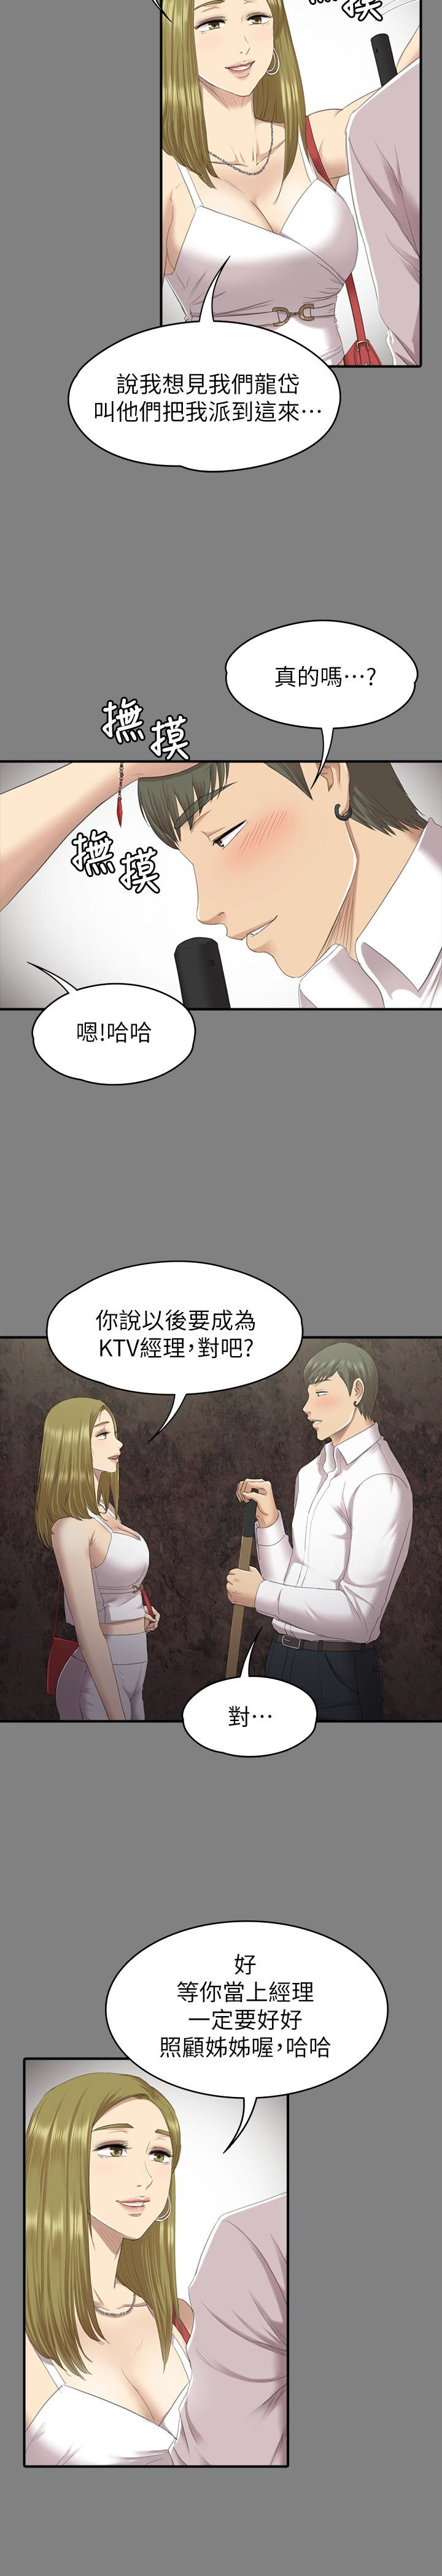 摸
說我想見我們龍岱
叫他們把我派到這來…
真的嗎…?
撫摸
撫摸
嗯!哈哈
你說以後要成為
KTV經理,對吧?
對…
好
等你當上經理
一定要好好
照顧姊姊喔,哈哈